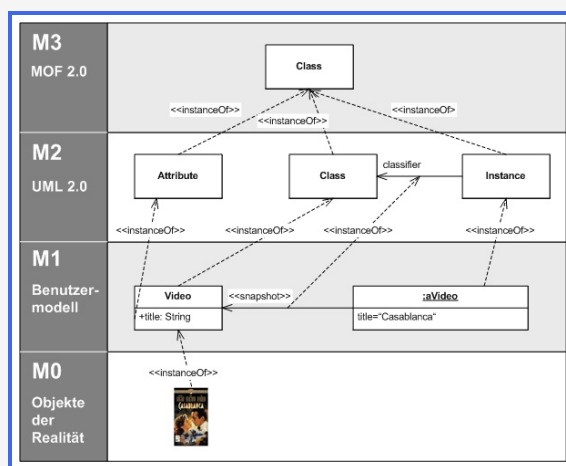 M3
MOF 2.0
Class
<<instanceOf>>
<<instanceOf>>
<<instanceOf>
M2
UML 2.0
Attribute
Class
classifier
Instance
<<instanceOf>>
<<instanceOf>>
<<instanceOf>>
<<instanceOf>>
M1
Benutzer-
modell
Video
+title: String
<<snapshot>>
:aVideo
title="Casablanca"
M0
Objekte
der
Realität
<<instanceOf>>
CASABLANCA